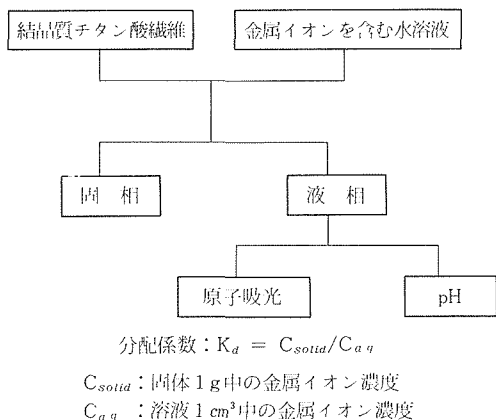 結晶質チタン酸繊維
金属イオンを含む水溶液
固 相
液 相
原子吸光
pH
分配係数：K_d = C_solid/C_aq
C_solid：固体1g中の金属イオン濃度
C_aq：溶液1cm³中の金属イオン濃度